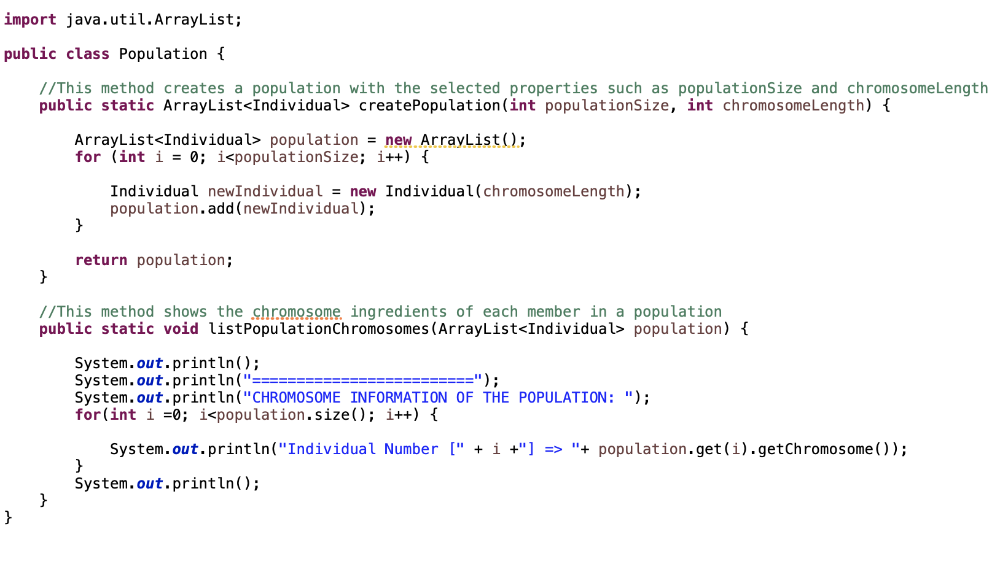 import java.util.ArrayList;
public class Population {
//This method creates a population with the selected properties such as populationSize and chromosomeLength
public static ArrayList<Individual> createPopulation(int populationSize, int chromosomeLength) {
ArrayList<Individual> population = new ArrayList();
for (int i = 0; i<populationSize; i++) {
Individual newIndividual = new Individual(chromosomeLength);
population.add(newIndividual);
}
return population;
}
//This method shows the chromosome ingredients of each member in a population
public static void listPopulationChromosomes(ArrayList<Individual> population) {
System.out.println();
System.out.println("=========================");
System.out.println("CHROMOSOME INFORMATION OF THE POPULATION: ");
for(int i =0; i<population.size(); i++) {
System.out.println("Individual Number [" + i +"] => "+ population.get(i).getChromosome());
}
System.out.println();
}
}